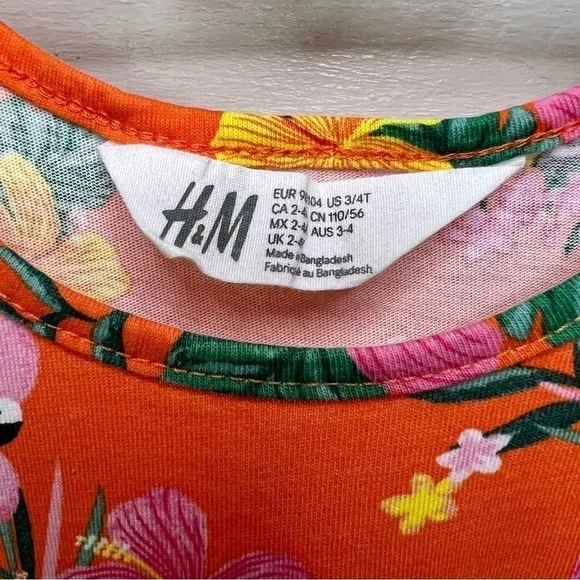 H&M
EUR 98/104 US 3/4T
CA 2-4 CN 110/56
MX 2-4 AUS 3-4
UK 2-4
Made in Bangladesh
Fabriqué au Bangladesh